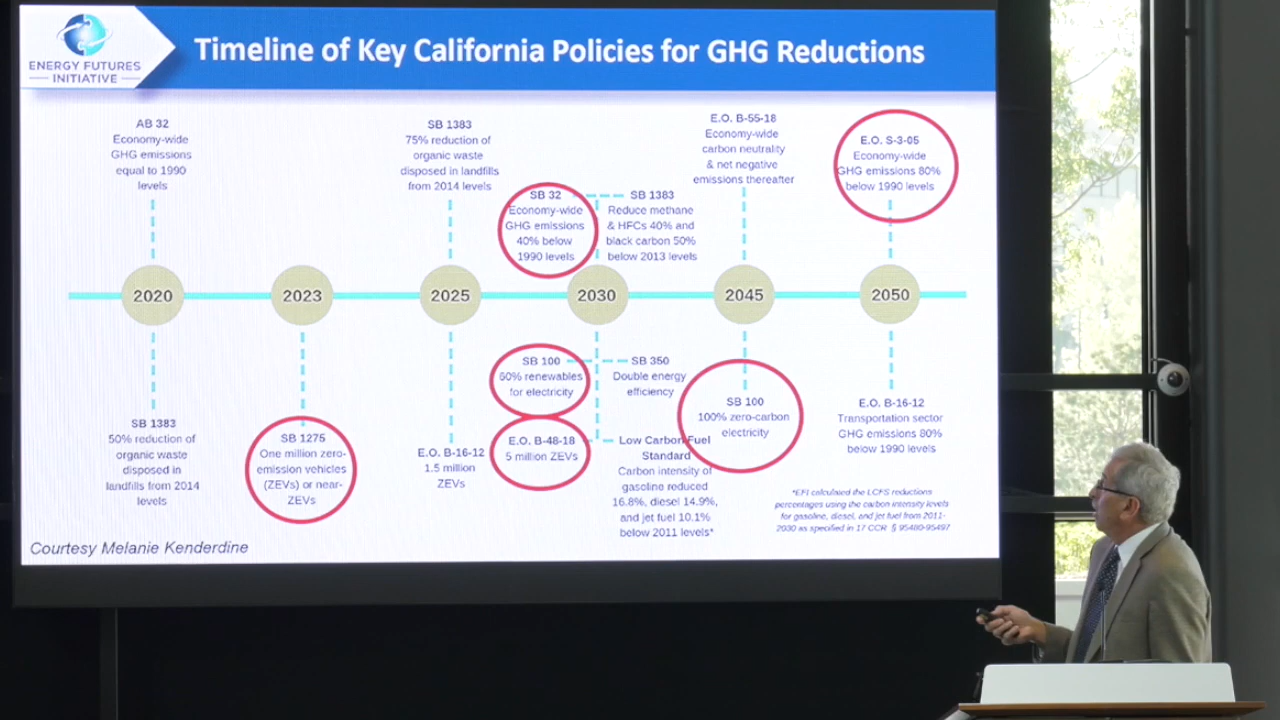 ENERGY FUTURES
INITIATIVE
Timeline of Key California Policies for GHG Reductions
AB 32
Economy-wide
GHG emissions
equal to 1990
levels
SB 1383
75% reduction of
organic waste
disposed in landfills
from 2014 levels
SB 32
Economy-wide
GHG emissions
40% below
1990 levels
SB 1383
Reduce methane
& HFCs 40% and
black carbon 50%
below 2013 levels
E.O. B-55-18
Economy-wide
carbon neutrality
& net negative
emissions thereafter
E.O. S-3-05
Economy-wide
GHG emissions 80%
below 1990 levels
2020
2023
2025
2030
2045
2050
SB 1383
50% reduction of
organic waste
disposed in
landfills from 2014
levels
SB 1275
One million zero-
emission vehicles
(ZEVs) or near-
ZEVs
E.O. B-16-12
1.5 million
ZEVs
SB 100
60% renewables
for electricity
E.O. B-48-18
5 million ZEVs
SB 350
Double energy
efficiency
Low Carbon Fuel
Standard
Carbon intensity of
gasoline reduced
16.8%, diesel 14.9%,
and jet fuel 10.1%
below 2011 levels*
SB 100
100% zero-carbon
electricity
E.O. B-16-12
Transportation sector
GHG emissions 80%
below 1990 levels
*EFI calculated the LCFS reductions
percentages using the carbon intensity levels
for gasoline, diesel, and jet fuel from 2011-
2030 as specified in 17 CCR § 95480-95497
Courtesy Melanie Kenderdine